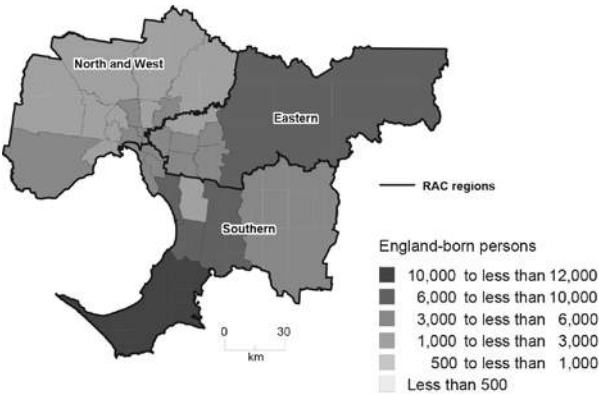 North and West
Eastern
RAC regions
Southern
England-born persons
10,000 to less than 12,000
6,000 to less than 10,000
3,000 to less than 6,000
1,000 to less than 3,000
500 to less than 1,000
Less than 500
0 30
km